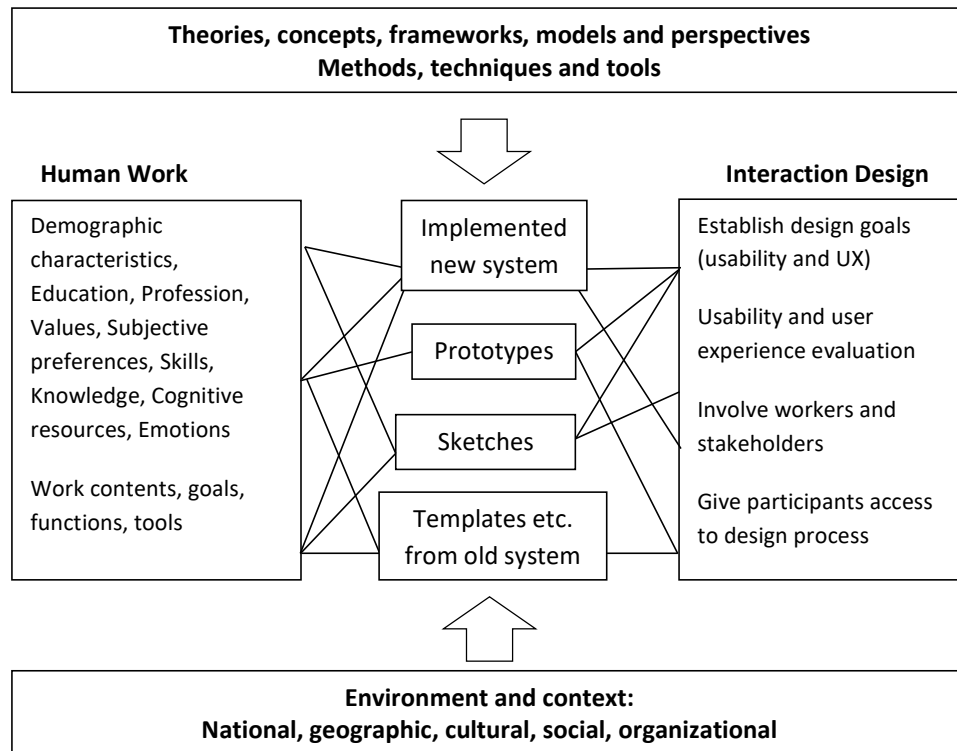 Theories, concepts, frameworks, models and perspectives
Methods, techniques and tools
Human Work
Demographic
characteristics,
Education, Profession,
Values, Subjective
preferences, Skills,
Knowledge, Cognitive
resources, Emotions
Work contents, goals,
functions, tools
Implemented
new system
Prototypes
Sketches
Templates etc.
from old system
Interaction Design
Establish design goals
(usability and UX)
Usability and user
experience evaluation
Involve workers and
stakeholders
Give participants access
to design process
Environment and context:
National, geographic, cultural, social, organizational